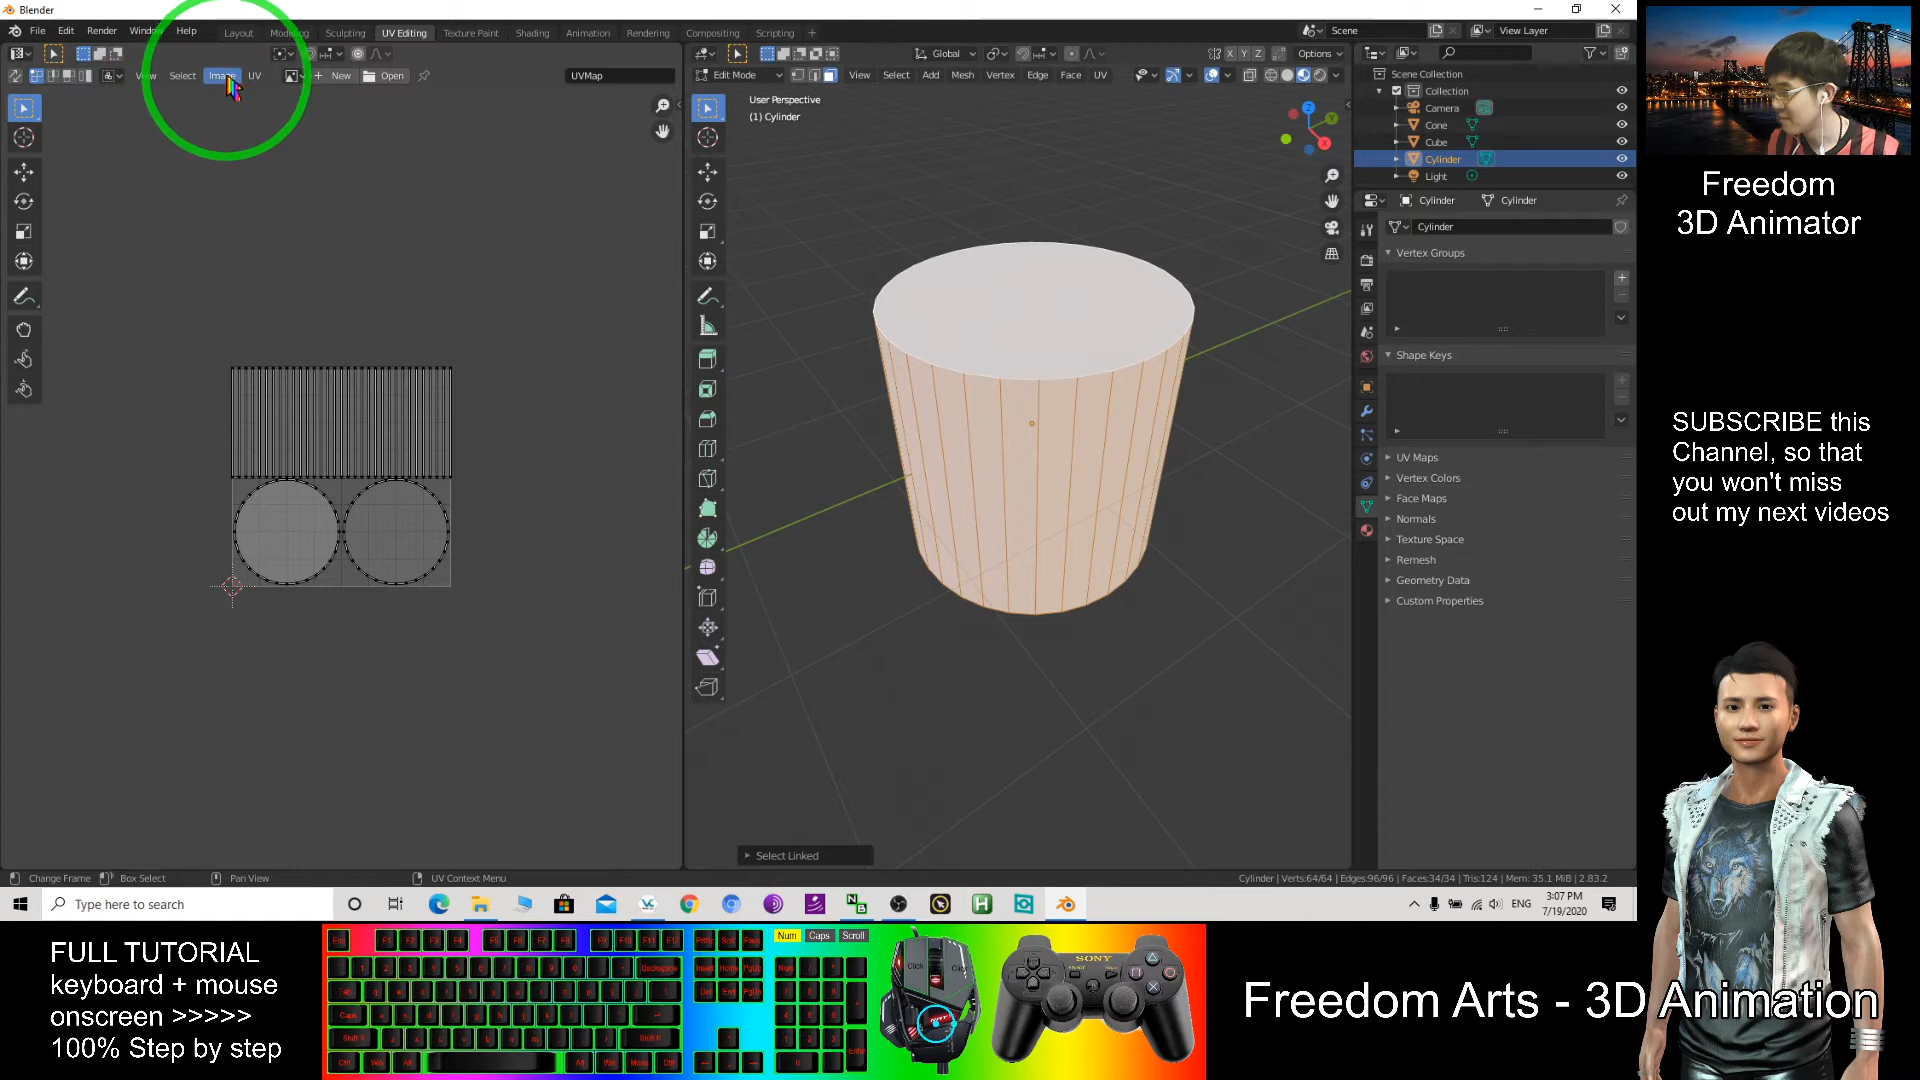 Blender
File Edit Render Window Help
Layout Modeling Sculpting UV Editing Texture Paint Shading Animation Rendering Compositing Scripting +
Scene
View Layer
Global
Options
View Select Image UV
New
Open
UVMap
Edit Mode View Select Add Mesh Vertex Edge Face UV
X Y Z
User Perspective
(1) Cylinder
Select Linked
Scene Collection
Collection
Camera
Cone
Cube
Cylinder
Light
Cylinder Cylinder
Cylinder
Vertex Groups
Shape Keys
UV Maps
Vertex Colors
Face Maps
Normals
Texture Space
Remesh
Geometry Data
Custom Properties
Change Frame Box Select Pan View UV Context Menu
Cylinder | Verts:64/64 | Edges:96/96 | Faces:34/34 | Tris:124 | Mem: 35.1 MiB | 2.83.2
Type here to search
ENG
3:07 PM
7/19/2020
Freedom
3D Animator
SUBSCRIBE this
Channel, so that
you won't miss
out my next videos
FULL TUTORIAL
keyboard + mouse
onscreen >>>>>
100% Step by step
Num Caps Scroll
Click
SONY
Freedom Arts - 3D Animation